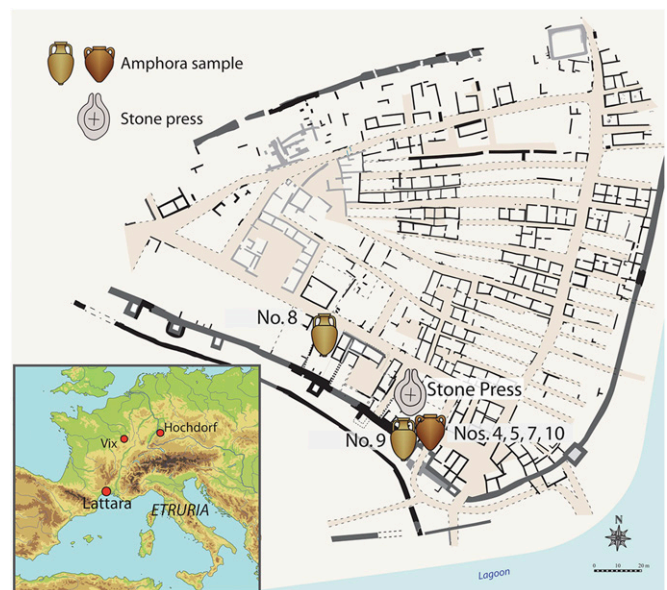 Amphora sample
Stone press
No. 8
Stone Press
No. 9
Nos. 4, 5, 7, 10
Vix
Hochdorf
Lattara
ETRURIA
N
0
20 m
Lagoon